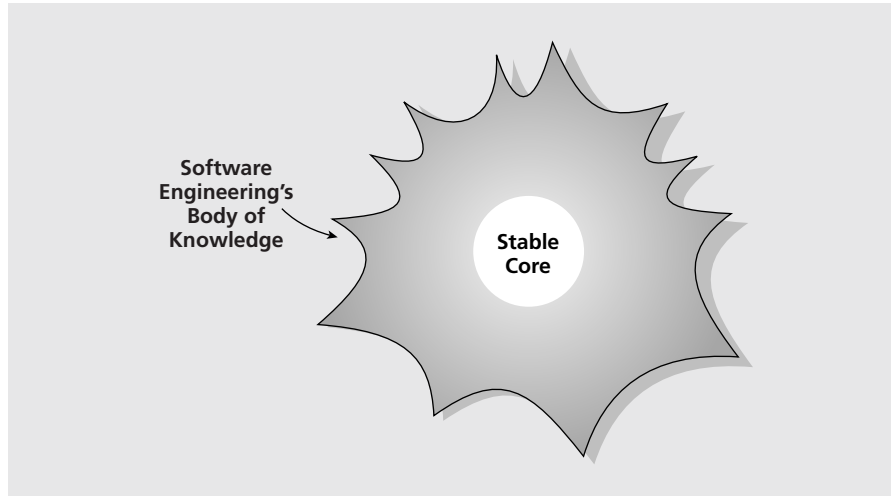 Software
Engineering’s
Body of
Knowledge
Stable
Core